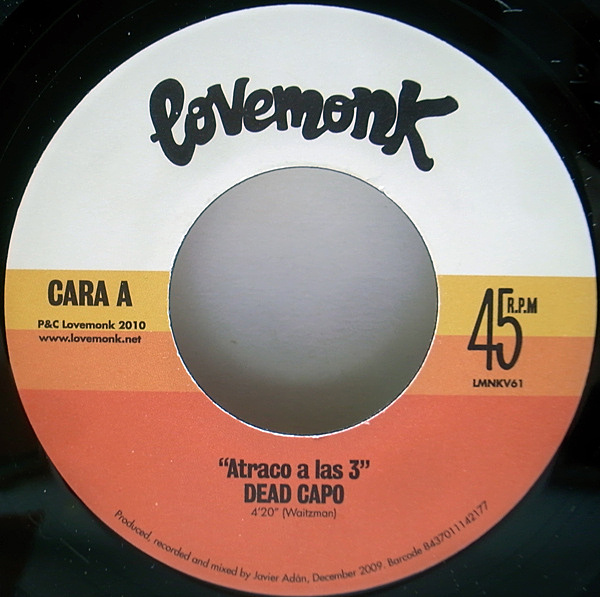 lovemonk
CARA A
P&C Lovemonk 2010
www.lovemonk.net
45 R.P.M
LMNKV61
“Atraco a las 3”
DEAD CAPO
4’20” (Waitzman)
Produced, recorded and mixed by Javier Adán, December 2009. Barcode 8437011142177